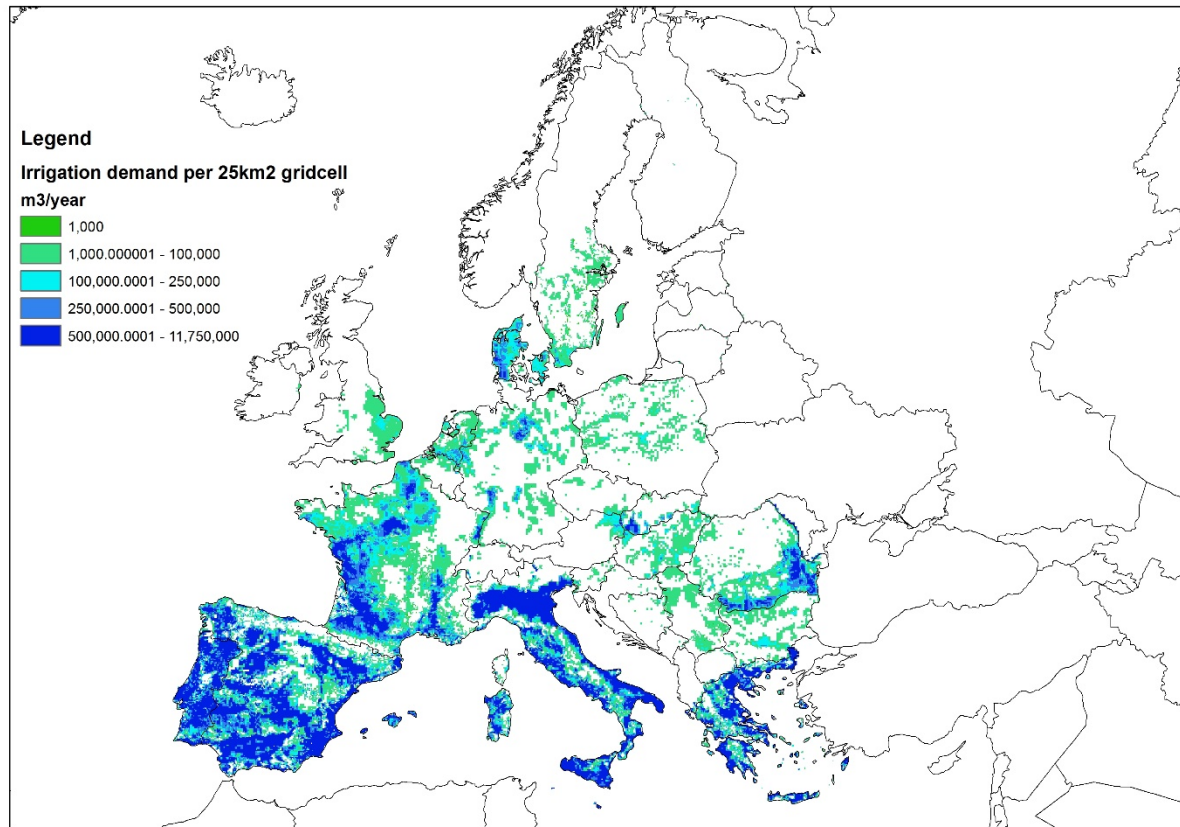 Legend
Irrigation demand per 25km2 gridcell
m3/year
1,000
1,000.000001 - 100,000
100,000.0001 - 250,000
250,000.0001 - 500,000
500,000.0001 - 11,750,000